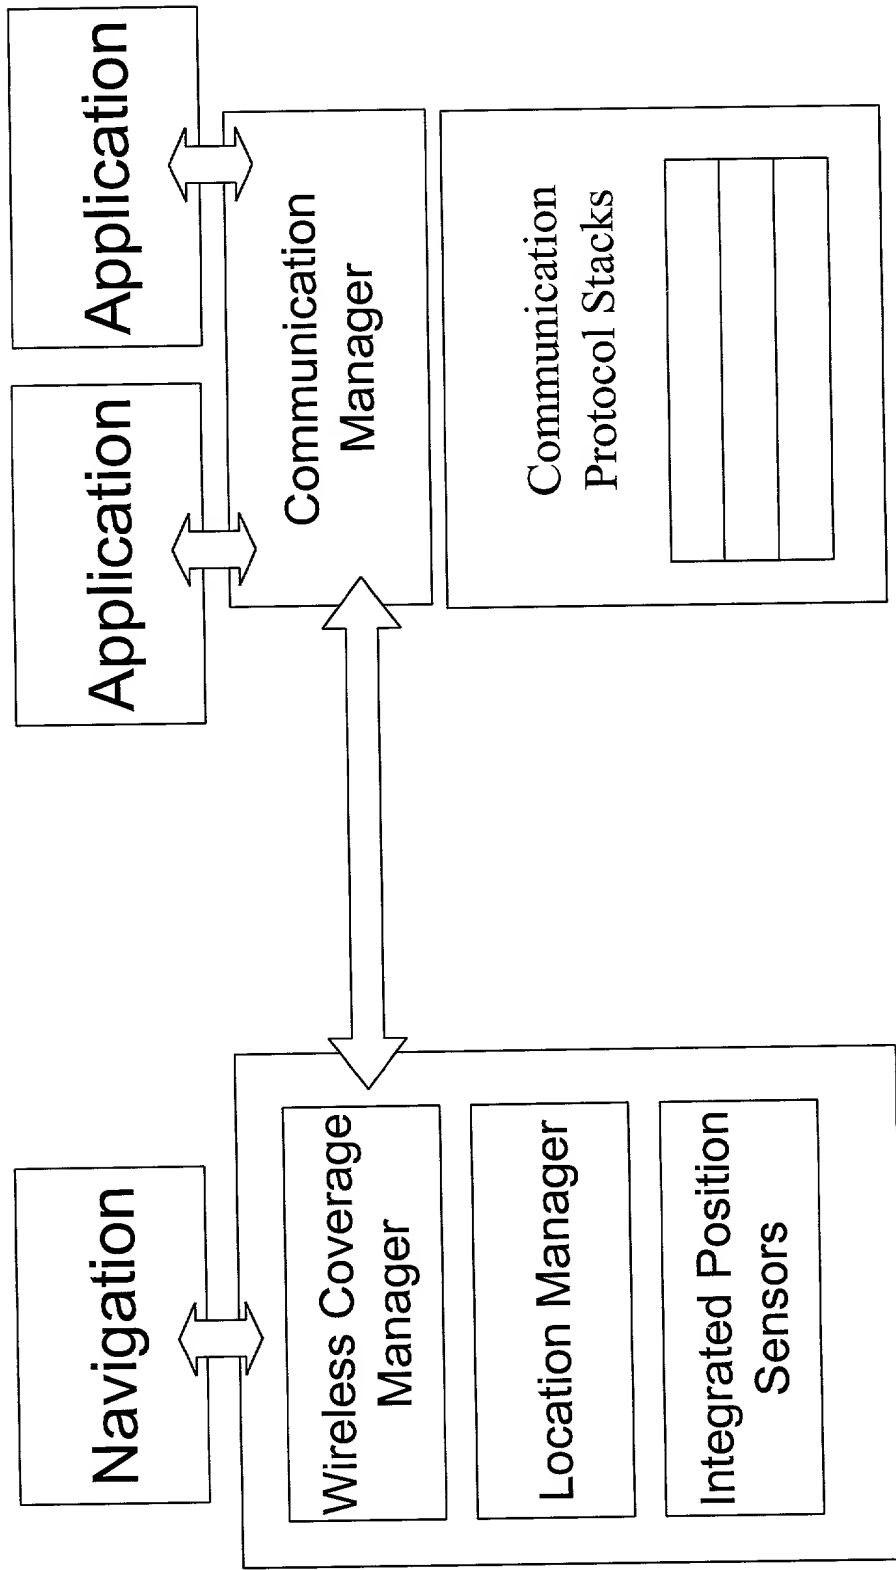 Navigation
Wireless Coverage
Manager
Location Manager
Integrated Position
Sensors
Application
Application
Communication
Manager
Communication
Protocol Stacks